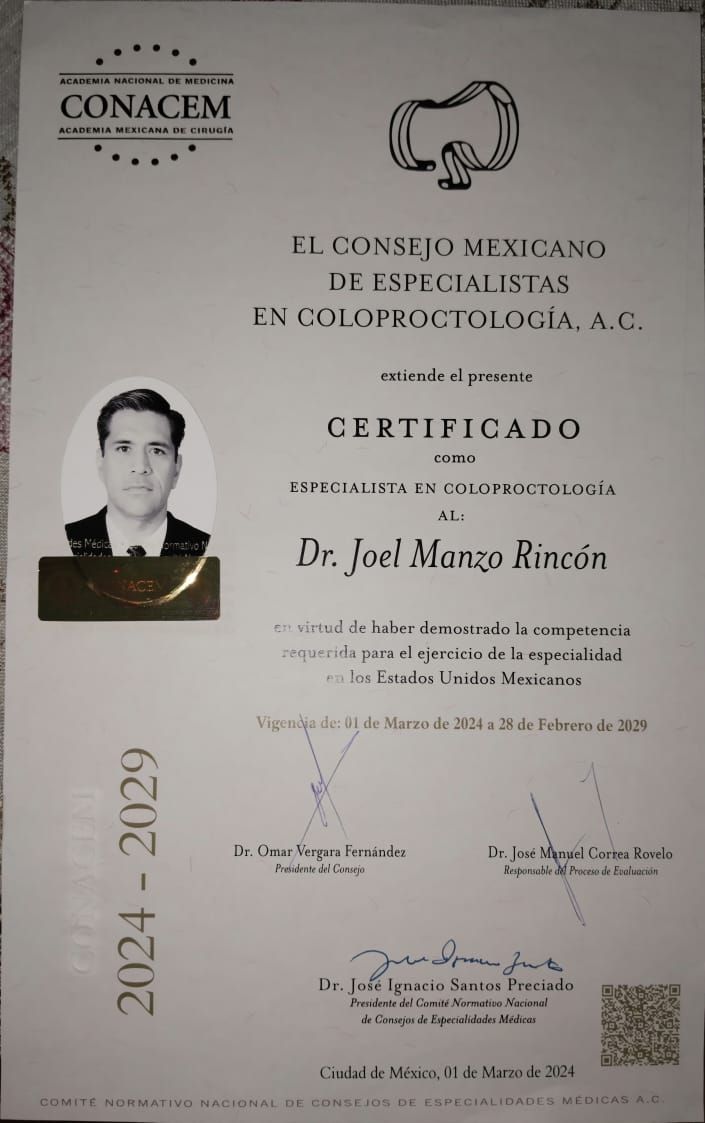 ACADEMIA NACIONAL DE MEDICINA
CONACEM
ACADEMIA MEXICANA DE CIRUGÍA
EL CONSEJO MEXICANO
DE ESPECIALISTAS
EN COLOPROCTOLOGÍA, A.C.
extiende el presente
CERTIFICADO
como
ESPECIALISTA EN COLOPROCTOLOGÍA
AL:
Dr. Joel Manzo Rincón
en virtud de haber demostrado la competencia
requerida para el ejercicio de la especialidad
en los Estados Unidos Mexicanos
Vigencia de: 01 de Marzo de 2024 a 28 de Febrero de 2029
CONACEM
2024 - 2029
Dr. Omar Vergara Fernández
Presidente del Consejo
Dr. José Manuel Correa Rovelo
Responsable del Proceso de Evaluación
Dr. José Ignacio Santos Preciado
Presidente del Comité Normativo Nacional
de Consejos de Especialidades Médicas
Ciudad de México, 01 de Marzo de 2024
COMITÉ NORMATIVO NACIONAL DE CONSEJOS DE ESPECIALIDADES MÉDICAS A.C.